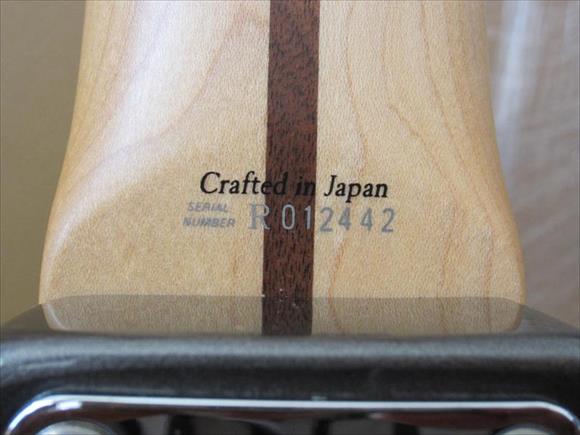 Crafted in Japan
SERIAL
NUMBER R012442